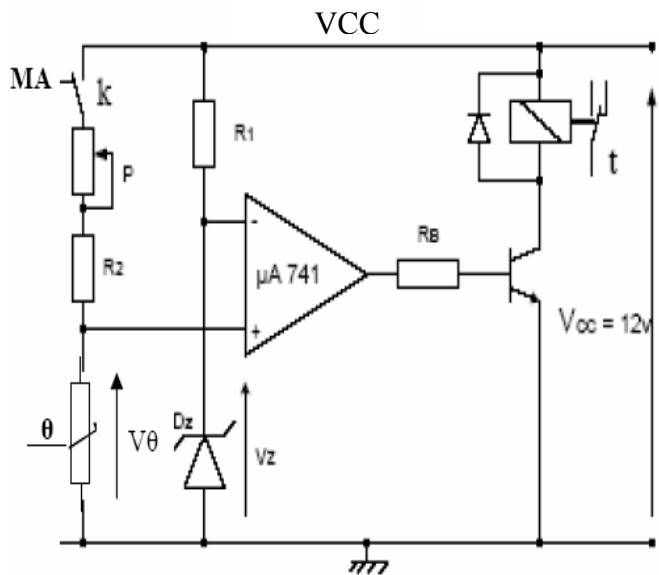 VCC
MA
k
R1
P
t
-
R2
µA 741
RB
Vcc = 12v
+
θ
Vθ
Dz
Vz